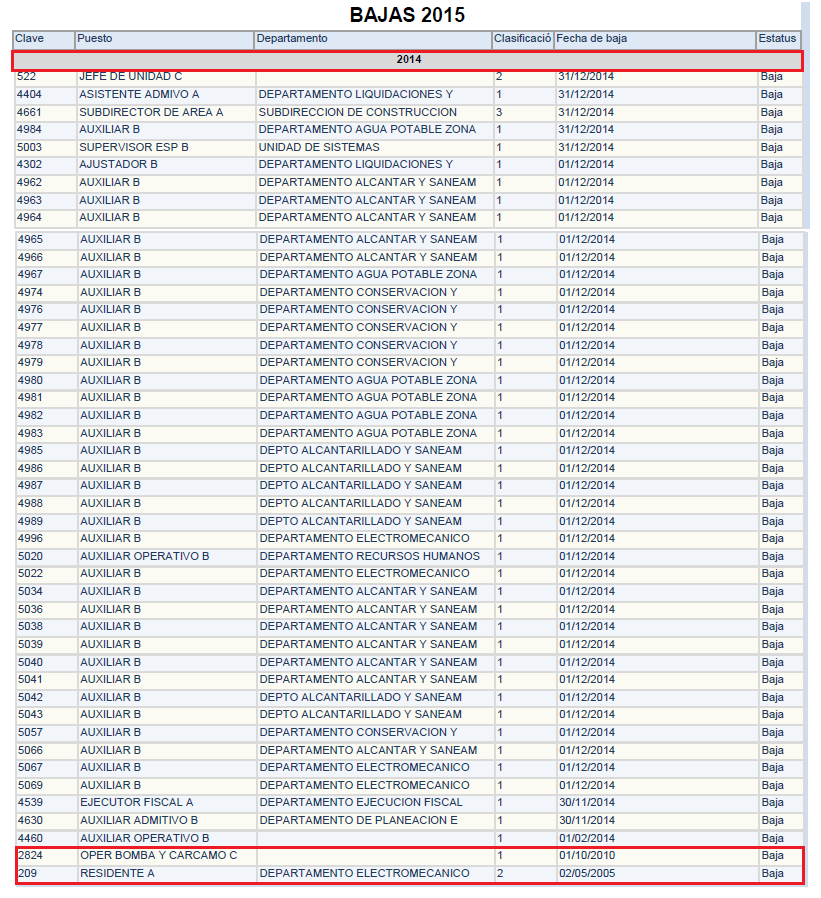 BAJAS 2015
Clave Puesto Departamento Clasificació Fecha de baja Estatus
2014
522 JEFE DE UNIDAD C 2 31/12/2014 Baja
4404 ASISTENTE ADMVO A DEPARTAMENTO LIQUIDACIONES Y 1 31/12/2014 Baja
4661 SUBDIRECTOR DE AREA A SUBDIRECCION DE CONSTRUCCION 3 31/12/2014 Baja
4984 AUXILIAR B DEPARTAMENTO AGUA POTABLE ZONA 1 31/12/2014 Baja
5003 SUPERVISOR ESP B UNIDAD DE SISTEMAS 1 31/12/2014 Baja
4302 AJUSTADOR B DEPARTAMENTO LIQUIDACIONES Y 1 01/12/2014 Baja
4962 AUXILIAR B DEPARTAMENTO ALCANTAR Y SANEAM 1 01/12/2014 Baja
4963 AUXILIAR B DEPARTAMENTO ALCANTAR Y SANEAM 1 01/12/2014 Baja
4964 AUXILIAR B DEPARTAMENTO ALCANTAR Y SANEAM 1 01/12/2014 Baja
4965 AUXILIAR B DEPARTAMENTO ALCANTAR Y SANEAM 1 01/12/2014 Baja
4966 AUXILIAR B DEPARTAMENTO ALCANTAR Y SANEAM 1 01/12/2014 Baja
4967 AUXILIAR B DEPARTAMENTO AGUA POTABLE ZONA 1 01/12/2014 Baja
4974 AUXILIAR B DEPARTAMENTO CONSERVACION Y 1 01/12/2014 Baja
4976 AUXILIAR B DEPARTAMENTO CONSERVACION Y 1 01/12/2014 Baja
4977 AUXILIAR B DEPARTAMENTO CONSERVACION Y 1 01/12/2014 Baja
4978 AUXILIAR B DEPARTAMENTO CONSERVACION Y 1 01/12/2014 Baja
4979 AUXILIAR B DEPARTAMENTO CONSERVACION Y 1 01/12/2014 Baja
4980 AUXILIAR B DEPARTAMENTO AGUA POTABLE ZONA 1 01/12/2014 Baja
4981 AUXILIAR B DEPARTAMENTO AGUA POTABLE ZONA 1 01/12/2014 Baja
4982 AUXILIAR B DEPARTAMENTO AGUA POTABLE ZONA 1 01/12/2014 Baja
4983 AUXILIAR B DEPARTAMENTO AGUA POTABLE ZONA 1 01/12/2014 Baja
4985 AUXILIAR B DEPTO ALCANTARILLADO Y SANEAM 1 01/12/2014 Baja
4986 AUXILIAR B DEPTO ALCANTARILLADO Y SANEAM 1 01/12/2014 Baja
4987 AUXILIAR B DEPTO ALCANTARILLADO Y SANEAM 1 01/12/2014 Baja
4988 AUXILIAR B DEPTO ALCANTARILLADO Y SANEAM 1 01/12/2014 Baja
4989 AUXILIAR B DEPTO ALCANTARILLADO Y SANEAM 1 01/12/2014 Baja
4996 AUXILIAR B DEPARTAMENTO ELECTROMECANICO 1 01/12/2014 Baja
5020 AUXILIAR OPERATIVO B DEPARTAMENTO RECURSOS HUMANOS 1 01/12/2014 Baja
5022 AUXILIAR B DEPARTAMENTO ELECTROMECANICO 1 01/12/2014 Baja
5034 AUXILIAR B DEPARTAMENTO ALCANTAR Y SANEAM 1 01/12/2014 Baja
5036 AUXILIAR B DEPARTAMENTO ALCANTAR Y SANEAM 1 01/12/2014 Baja
5038 AUXILIAR B DEPARTAMENTO ALCANTAR Y SANEAM 1 01/12/2014 Baja
5039 AUXILIAR B DEPARTAMENTO ALCANTAR Y SANEAM 1 01/12/2014 Baja
5040 AUXILIAR B DEPARTAMENTO ALCANTAR Y SANEAM 1 01/12/2014 Baja
5041 AUXILIAR B DEPARTAMENTO ALCANTAR Y SANEAM 1 01/12/2014 Baja
5042 AUXILIAR B DEPTO ALCANTARILLADO Y SANEAM 1 01/12/2014 Baja
5043 AUXILIAR B DEPTO ALCANTARILLADO Y SANEAM 1 01/12/2014 Baja
5057 AUXILIAR B DEPARTAMENTO CONSERVACION Y 1 01/12/2014 Baja
5066 AUXILIAR B DEPARTAMENTO ALCANTAR Y SANEAM 1 01/12/2014 Baja
5067 AUXILIAR B DEPARTAMENTO ELECTROMECANICO 1 01/12/2014 Baja
5069 AUXILIAR B DEPARTAMENTO ELECTROMECANICO 1 01/12/2014 Baja
4539 EJECUTOR FISCAL A DEPARTAMENTO EJECUCION FISCAL 1 30/11/2014 Baja
4630 AUXILIAR ADMITIVO B DEPARTAMENTO DE PLANEACION E 1 30/11/2014 Baja
4460 AUXILIAR OPERATIVO B 1 01/02/2014 Baja
2824 OPER BOMBA Y CARCAMO C 1 01/10/2010 Baja
209 RESIDENTE A DEPARTAMENTO ELECTROMECANICO 2 02/05/2005 Baja